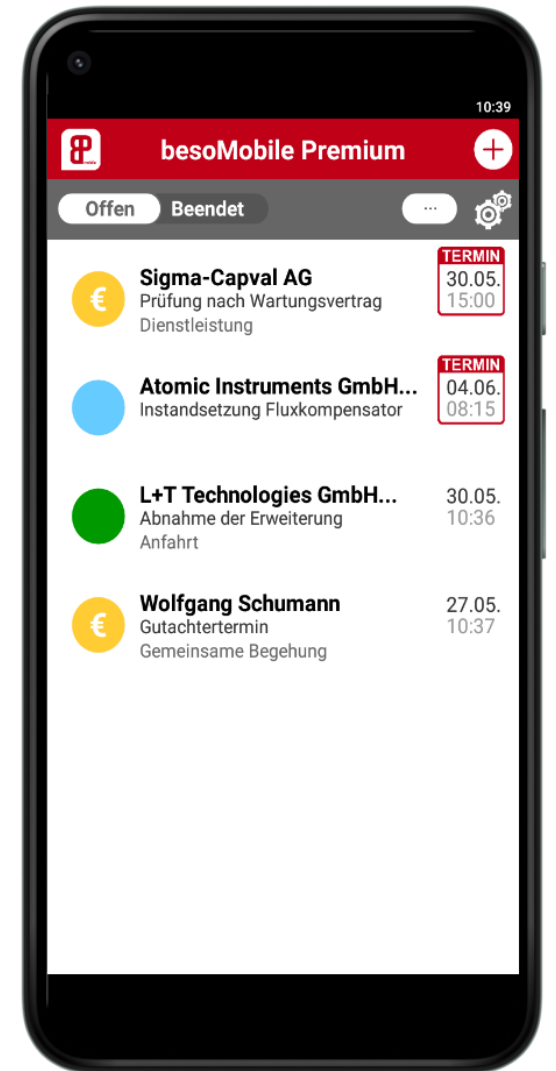 10:39
besoMobile Premium
Offen Beendet ...
Sigma-Capval AG
Prüfung nach Wartungsvertrag
Dienstleistung
TERMIN
30.05.
15:00
Atomic Instruments GmbH...
Instandsetzung Fluxkompensator
TERMIN
04.06.
08:15
L+T Technologies GmbH...
Abnahme der Erweiterung
Anfahrt
30.05.
10:36
Wolfgang Schumann
Gutachtertermin
Gemeinsame Begehung
27.05.
10:37